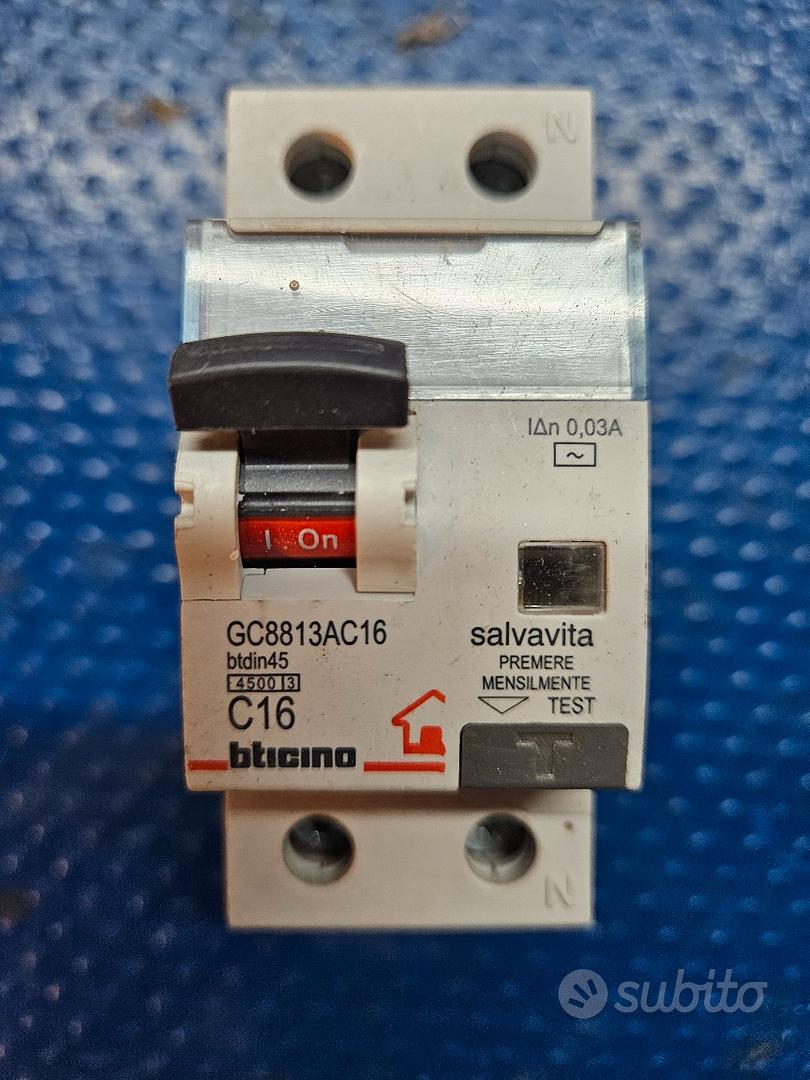 N
IΔn 0,03A
~
I On
GC8813AC16
btdin45
4500 3
C16
bticino
salvavita
PREMERE
MENSILMENTE
TEST
T
N
subito